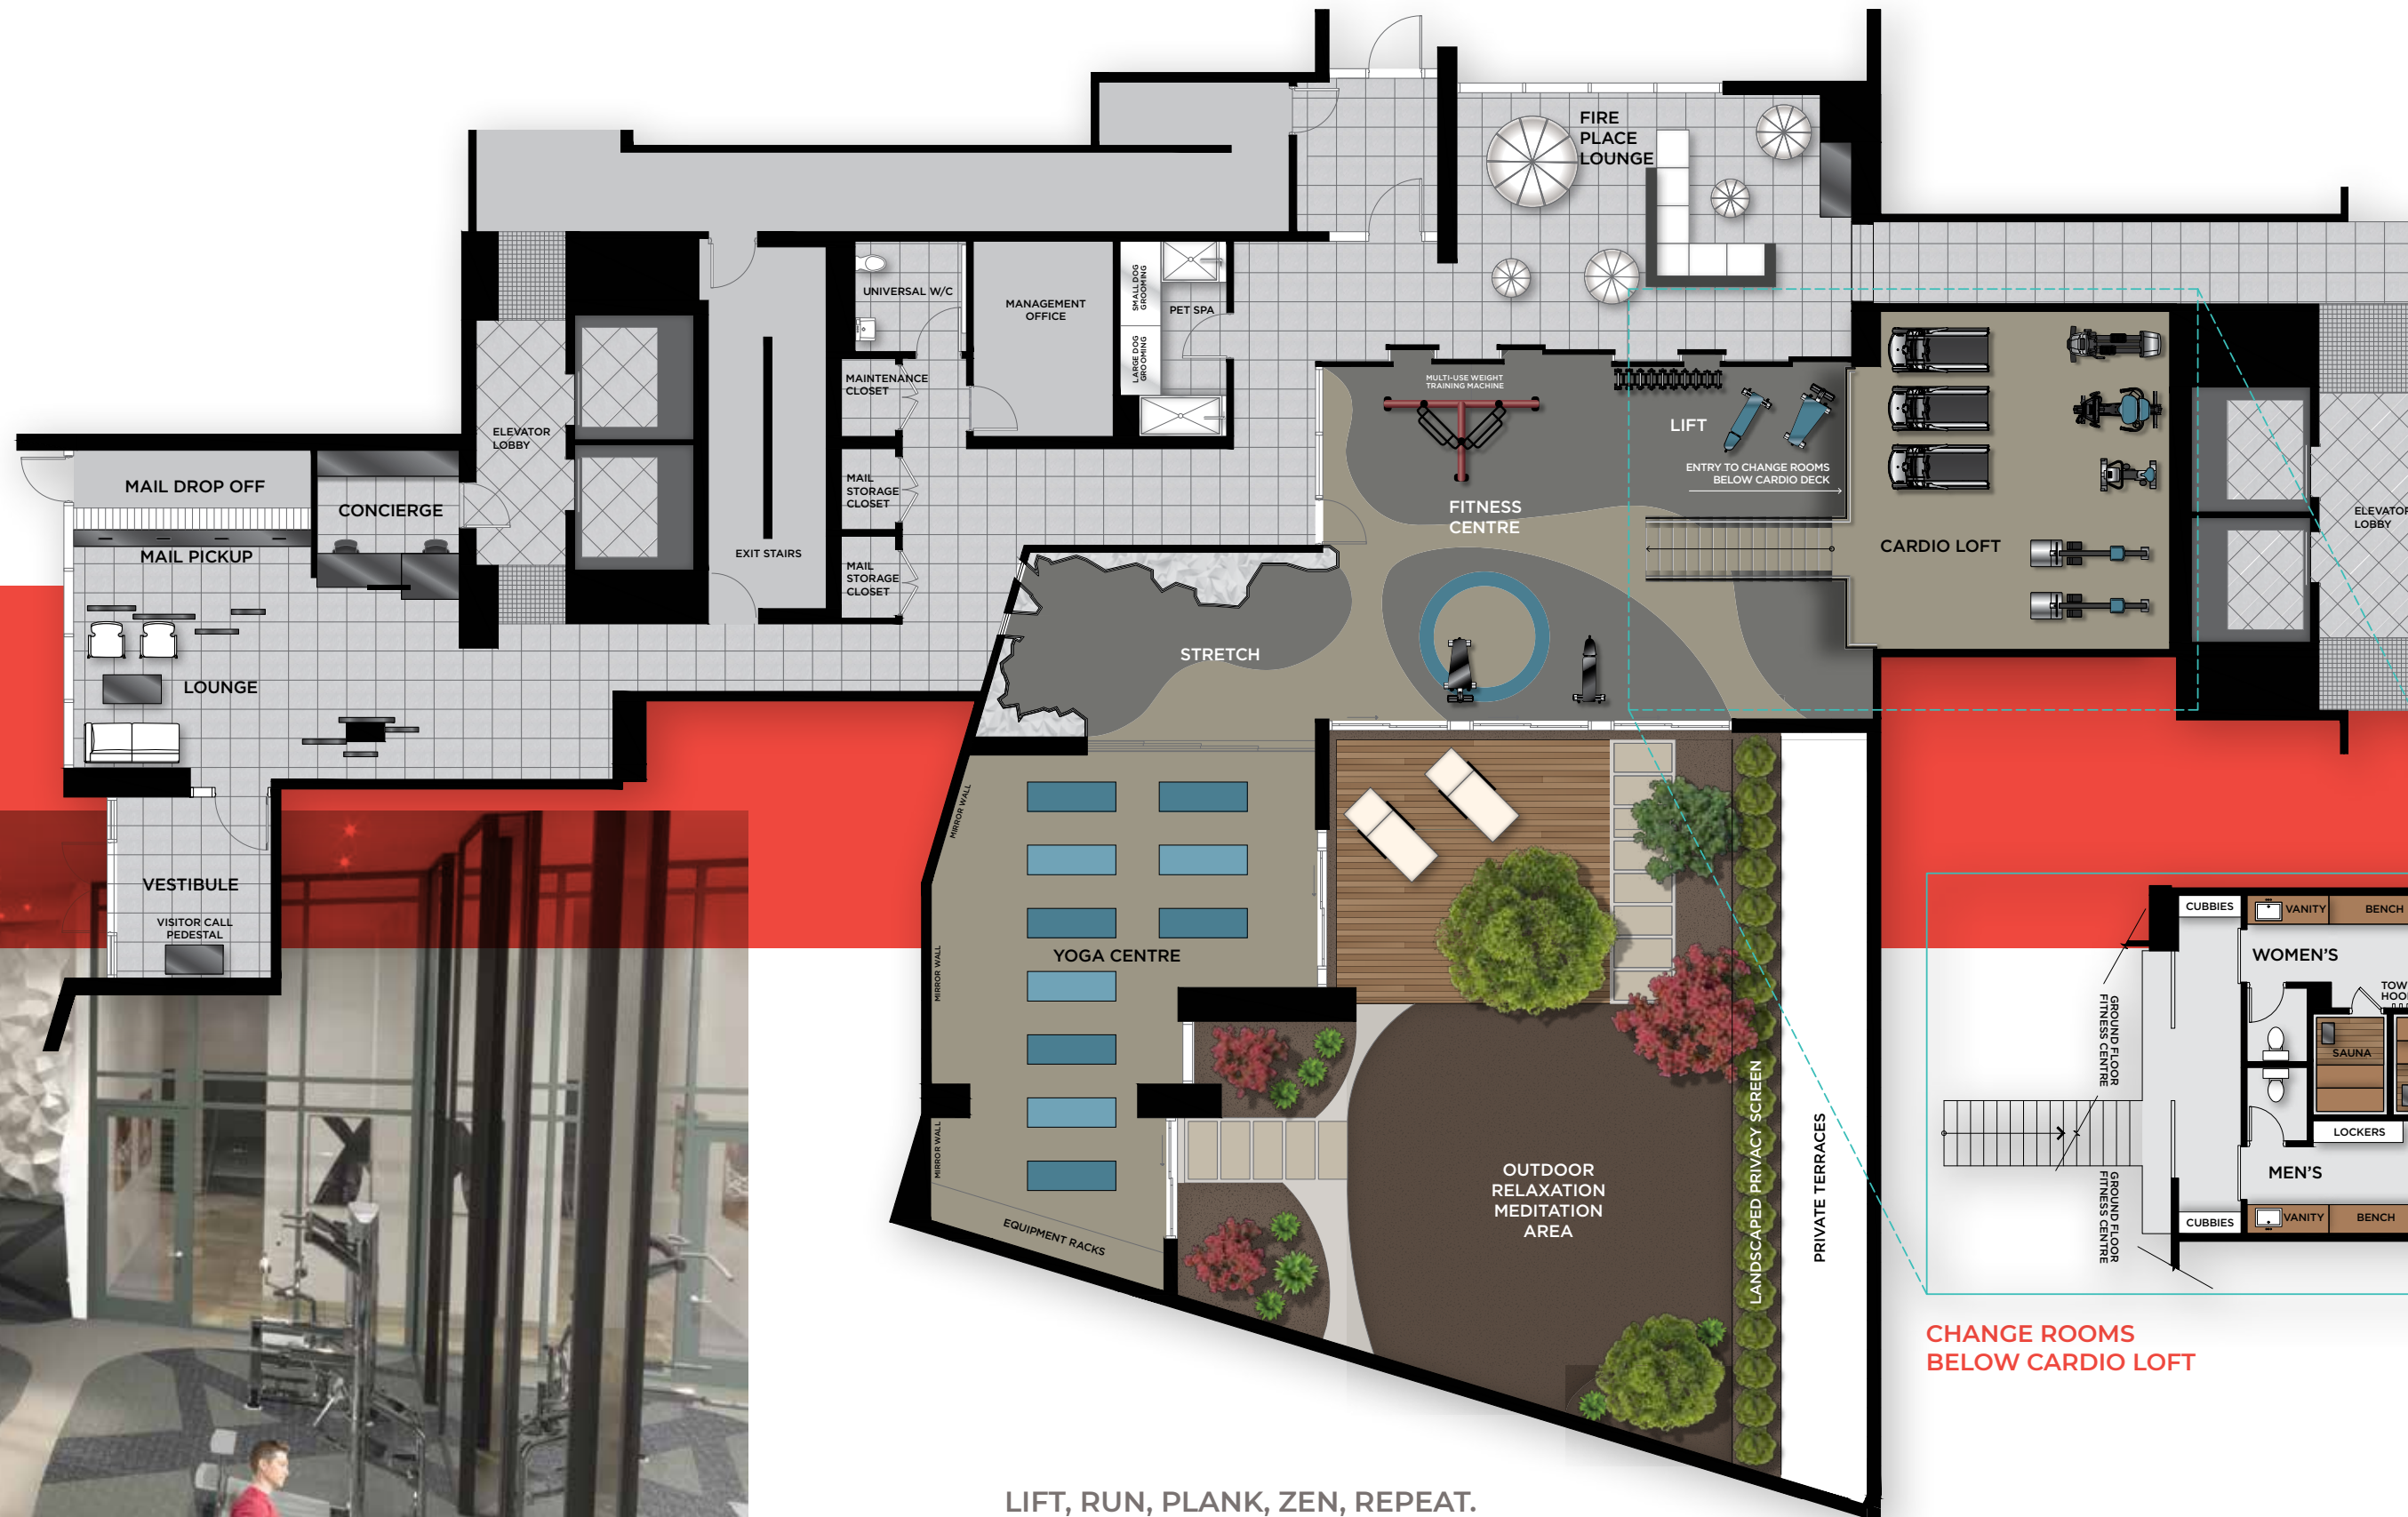 FIRE
PLACE
LOUNGE
UNIVERSAL W/C
MANAGEMENT
OFFICE
SMALL DOG
GROOMING
PET SPA
LARGE DOG
GROOMING
MAINTENANCE
CLOSET
MULTI-USE WEIGHT
TRAINING MACHINE
LIFT
ENTRY TO CHANGE ROOMS
BELOW CARDIO DECK
ELEVATOR
LOBBY
MAIL DROP OFF
CONCIERGE
MAIL
STORAGE
CLOSET
FITNESS
CENTRE
ELEVATOR
LOBBY
MAIL PICKUP
EXIT STAIRS
CARDIO LOFT
MAIL
STORAGE
CLOSET
STRETCH
LOUNGE
MIRROR WALL
VESTIBULE
VISITOR CALL
PEDESTAL
YOGA CENTRE
MIRROR WALL
MIRROR WALL
EQUIPMENT RACKS
OUTDOOR
RELAXATION
MEDITATION
AREA
LANDSCAPED PRIVACY SCREEN
PRIVATE TERRACES
CUBBIES
VANITY
BENCH
WOMEN'S
GROUND FLOOR
FITNESS CENTRE
SAUNA
LOCKERS
MEN'S
GROUND FLOOR
FITNESS CENTRE
CUBBIES
VANITY
BENCH
CHANGE ROOMS
BELOW CARDIO LOFT
LIFT, RUN, PLANK, ZEN, REPEAT.